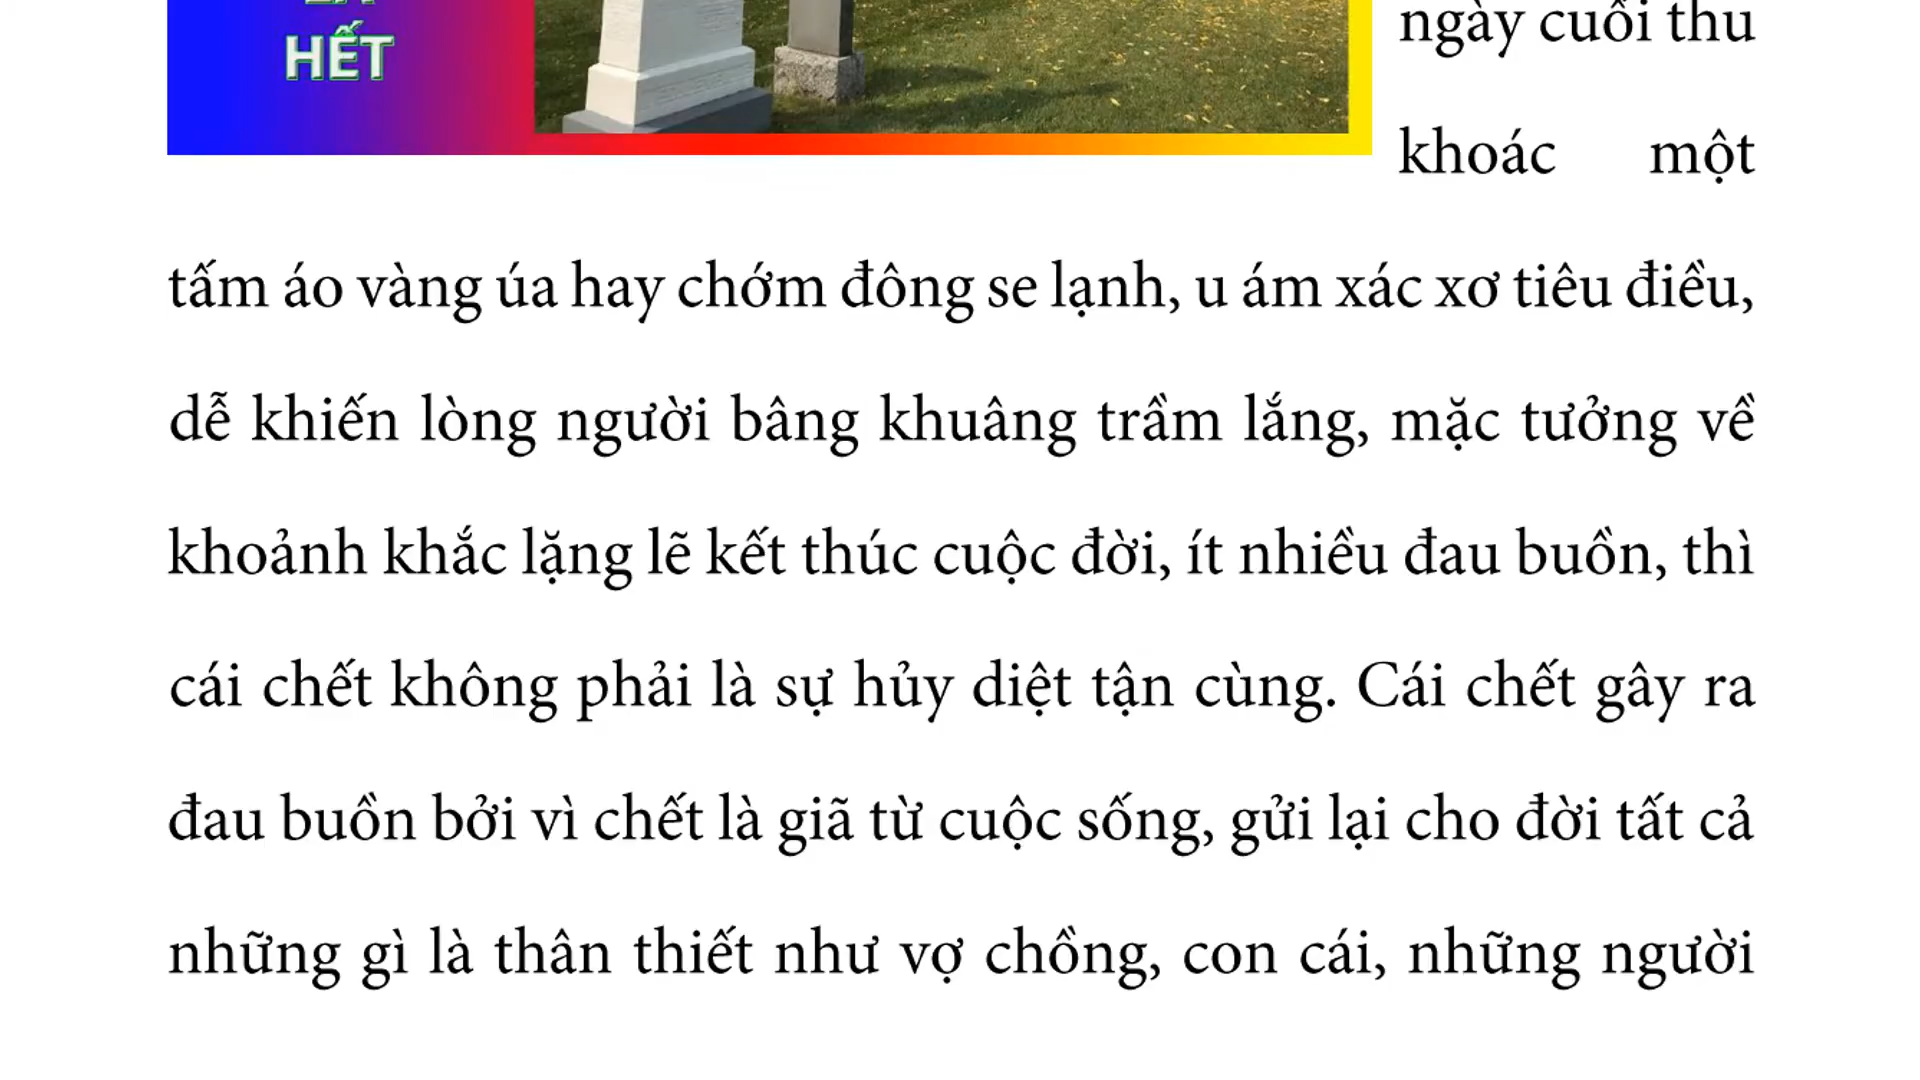 HẾT
ngày cuối thu
khoác một
tấm áo vàng úa hay chớm đông se lạnh, u ám xác xơ tiêu điều,
dễ khiến lòng người bâng khuâng trầm lắng, mặc tưởng về
khoảnh khắc lặng lẽ kết thúc cuộc đời, ít nhiều đau buồn, thì
cái chết không phải là sự hủy diệt tận cùng. Cái chết gây ra
đau buồn bởi vì chết là giã từ cuộc sống, gửi lại cho đời tất cả
những gì là thân thiết như vợ chồng, con cái, những người